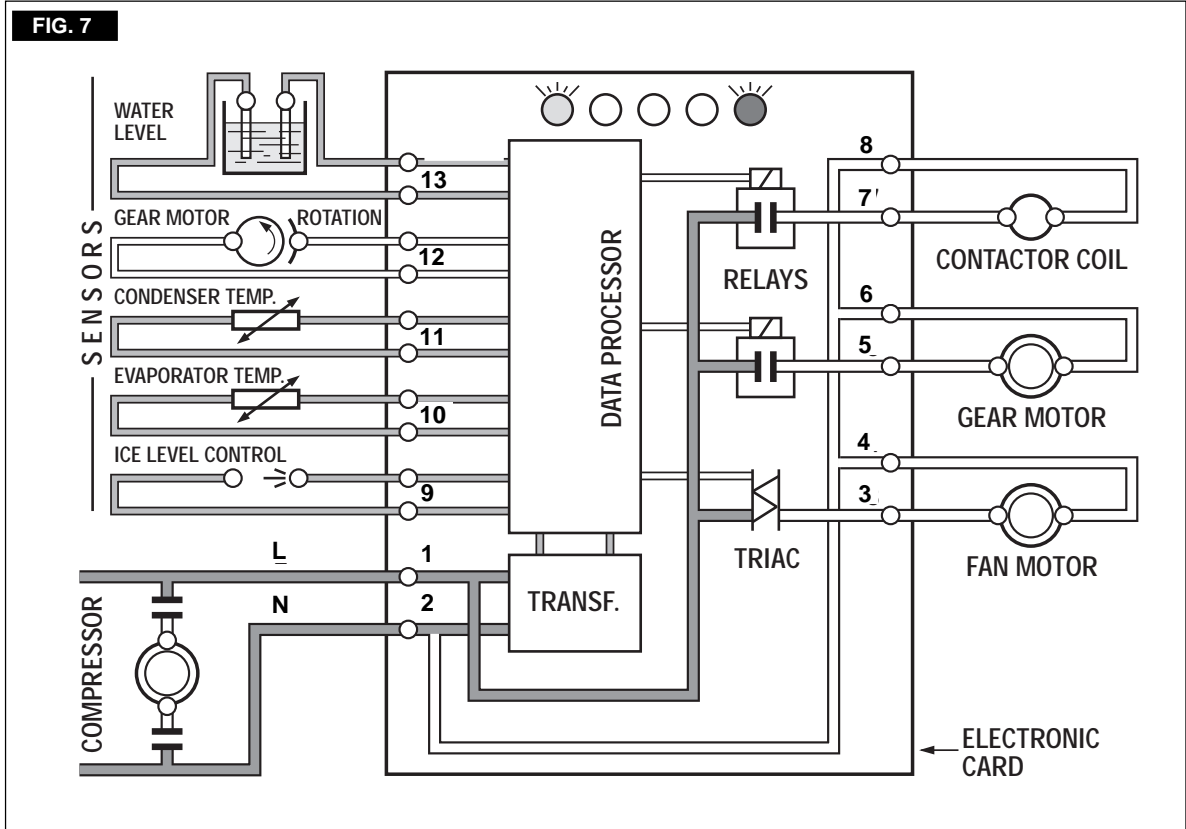 FIG. 7
WATER
LEVEL
13
GEAR MOTOR
ROTATION
12
CONDENSER TEMP.
11
EVAPORATOR TEMP.
10
ICE LEVEL CONTROL
9
SENSORS
L
1
N
2
COMPRESSOR
DATA PROCESSOR
TRANSF.
RELAYS
TRIAC
8
7
CONTACTOR COIL
6
5
GEAR MOTOR
4
3
FAN MOTOR
ELECTRONIC
CARD